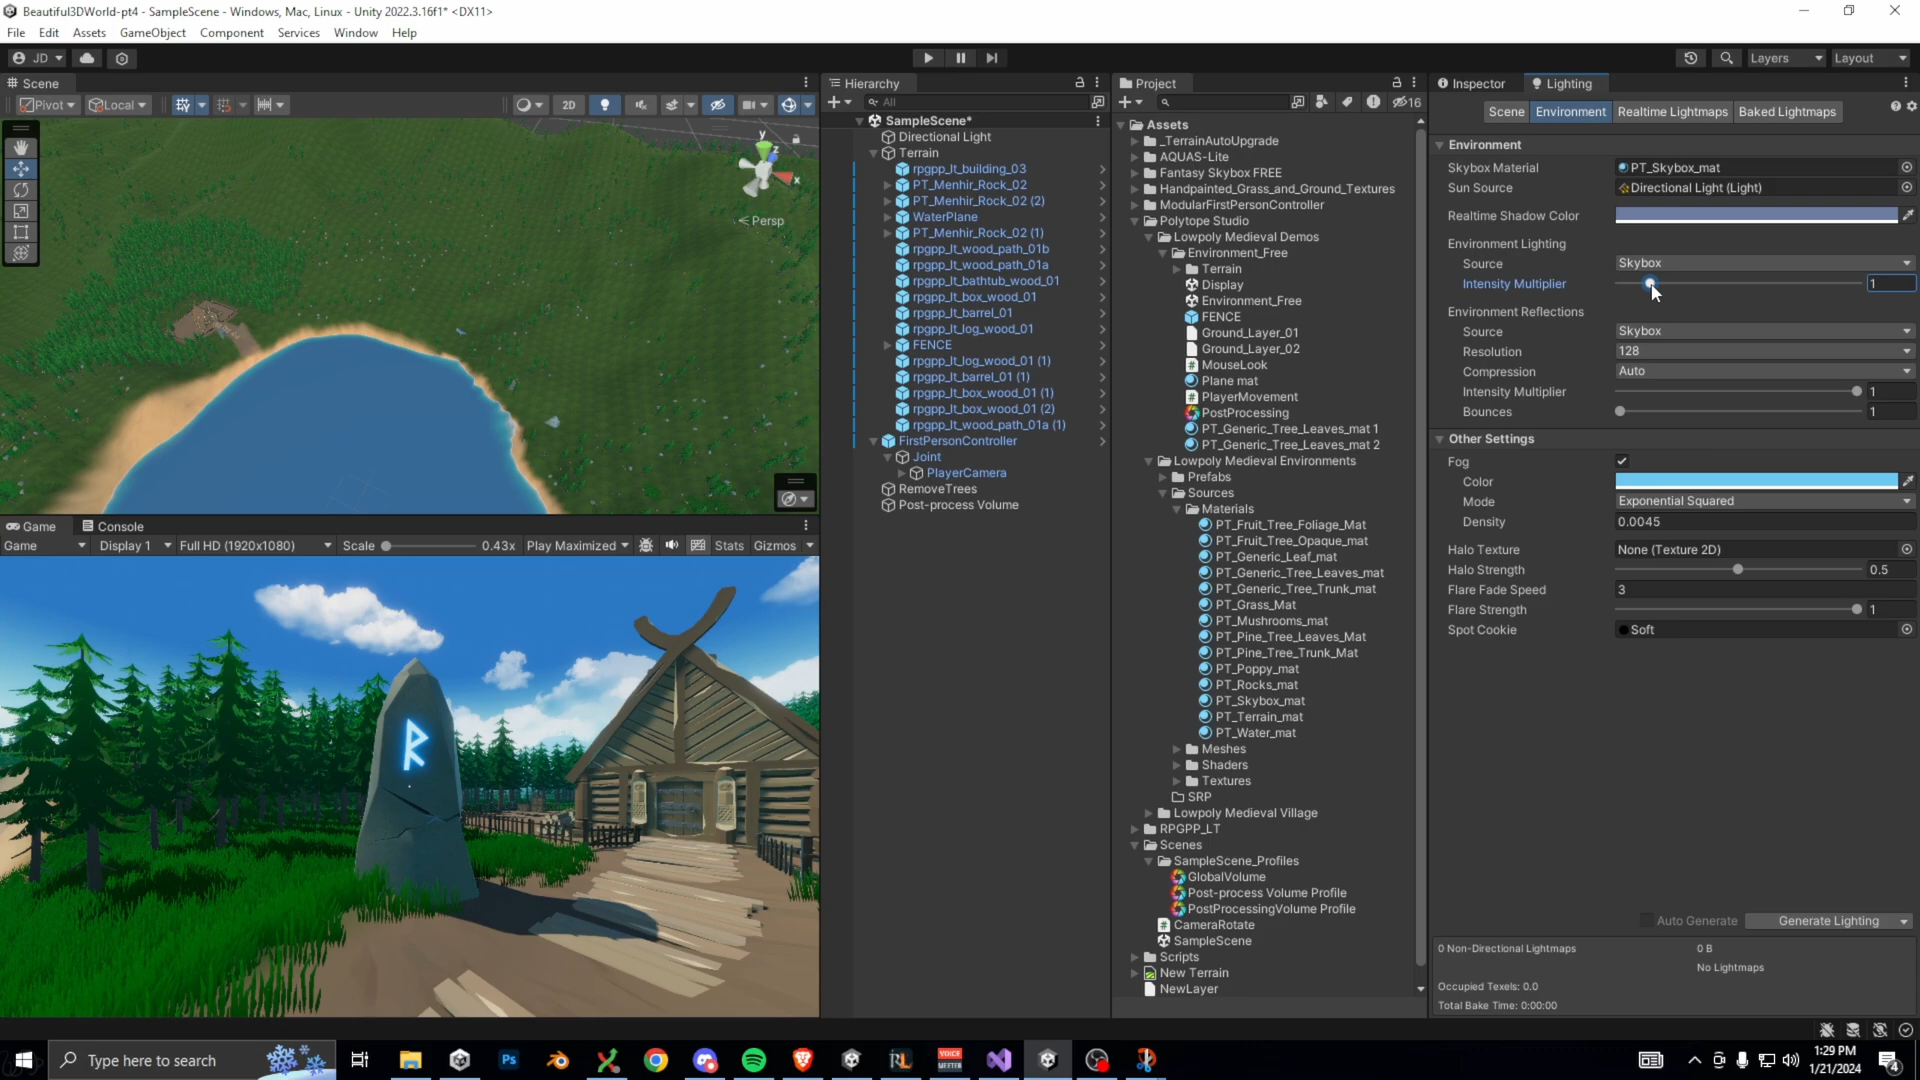 Beautiful3DWorld-pt4 - SampleScene - Windows, Mac, Linux - Unity 2022.3.16f1* <DX11>
File Edit Assets GameObject Component Services Window Help
JD Layers Layout
Scene
Pivot Local 2D
y z x
< Persp
Game Console
Game Display 1 Full HD (1920x1080) Scale 0.43x Play Maximized Stats Gizmos
Hierarchy
All
SampleScene*
Directional Light
Terrain
rpgpp_lt_building_03
PT_Menhir_Rock_02
PT_Menhir_Rock_02 (2)
WaterPlane
PT_Menhir_Rock_02 (1)
rpgpp_lt_wood_path_01b
rpgpp_lt_wood_path_01a
rpgpp_lt_bathtub_wood_01
rpgpp_lt_box_wood_01
rpgpp_lt_barrel_01
rpgpp_lt_log_wood_01
FENCE
rpgpp_lt_log_wood_01 (1)
rpgpp_lt_barrel_01 (1)
rpgpp_lt_box_wood_01 (1)
rpgpp_lt_box_wood_01 (2)
rpgpp_lt_wood_path_01a (1)
FirstPersonController
Joint
PlayerCamera
RemoveTrees
Post-process Volume
Project
16
Assets
_TerrainAutoUpgrade
AQUAS-Lite
Fantasy Skybox FREE
Handpainted_Grass_and_Ground_Textures
ModularFirstPersonController
Polytope Studio
Lowpoly Medieval Demos
Environment_Free
Terrain
Display
Environment_Free
FENCE
Ground_Layer_01
Ground_Layer_02
MouseLook
Plane mat
PlayerMovement
PostProcessing
PT_Generic_Tree_Leaves_mat 1
PT_Generic_Tree_Leaves_mat 2
Lowpoly Medieval Environments
Prefabs
Sources
Materials
PT_Fruit_Tree_Foliage_Mat
PT_Fruit_Tree_Opaque_mat
PT_Generic_Leaf_mat
PT_Generic_Tree_Leaves_mat
PT_Generic_Tree_Trunk_mat
PT_Grass_Mat
PT_Mushrooms_mat
PT_Pine_Tree_Leaves_Mat
PT_Pine_Tree_Trunk_Mat
PT_Poppy_mat
PT_Rocks_mat
PT_Skybox_mat
PT_Terrain_mat
PT_Water_mat
Meshes
Shaders
Textures
SRP
Lowpoly Medieval Village
RPGPP_LT
Scenes
SampleScene_Profiles
GlobalVolume
Post-process Volume Profile
PostProcessingVolume Profile
CameraRotate
SampleScene
Scripts
New Terrain
NewLayer
Inspector Lighting
Scene Environment Realtime Lightmaps Baked Lightmaps
Environment
Skybox Material PT_Skybox_mat
Sun Source Directional Light (Light)
Realtime Shadow Color
Environment Lighting
Source Skybox
Intensity Multiplier 1
Environment Reflections
Source Skybox
Resolution 128
Compression Auto
Intensity Multiplier 1
Bounces 1
Other Settings
Fog
Color
Mode Exponential Squared
Density 0.0045
Halo Texture None (Texture 2D)
Halo Strength 0.5
Flare Fade Speed 3
Flare Strength 1
Spot Cookie Soft
Auto Generate Generate Lighting
0 Non-Directional Lightmaps 0 B
No Lightmaps
Occupied Texels: 0.0
Total Bake Time: 0:00:00
Type here to search Ps RL VOICE MEETER
1:29 PM
1/21/2024
4